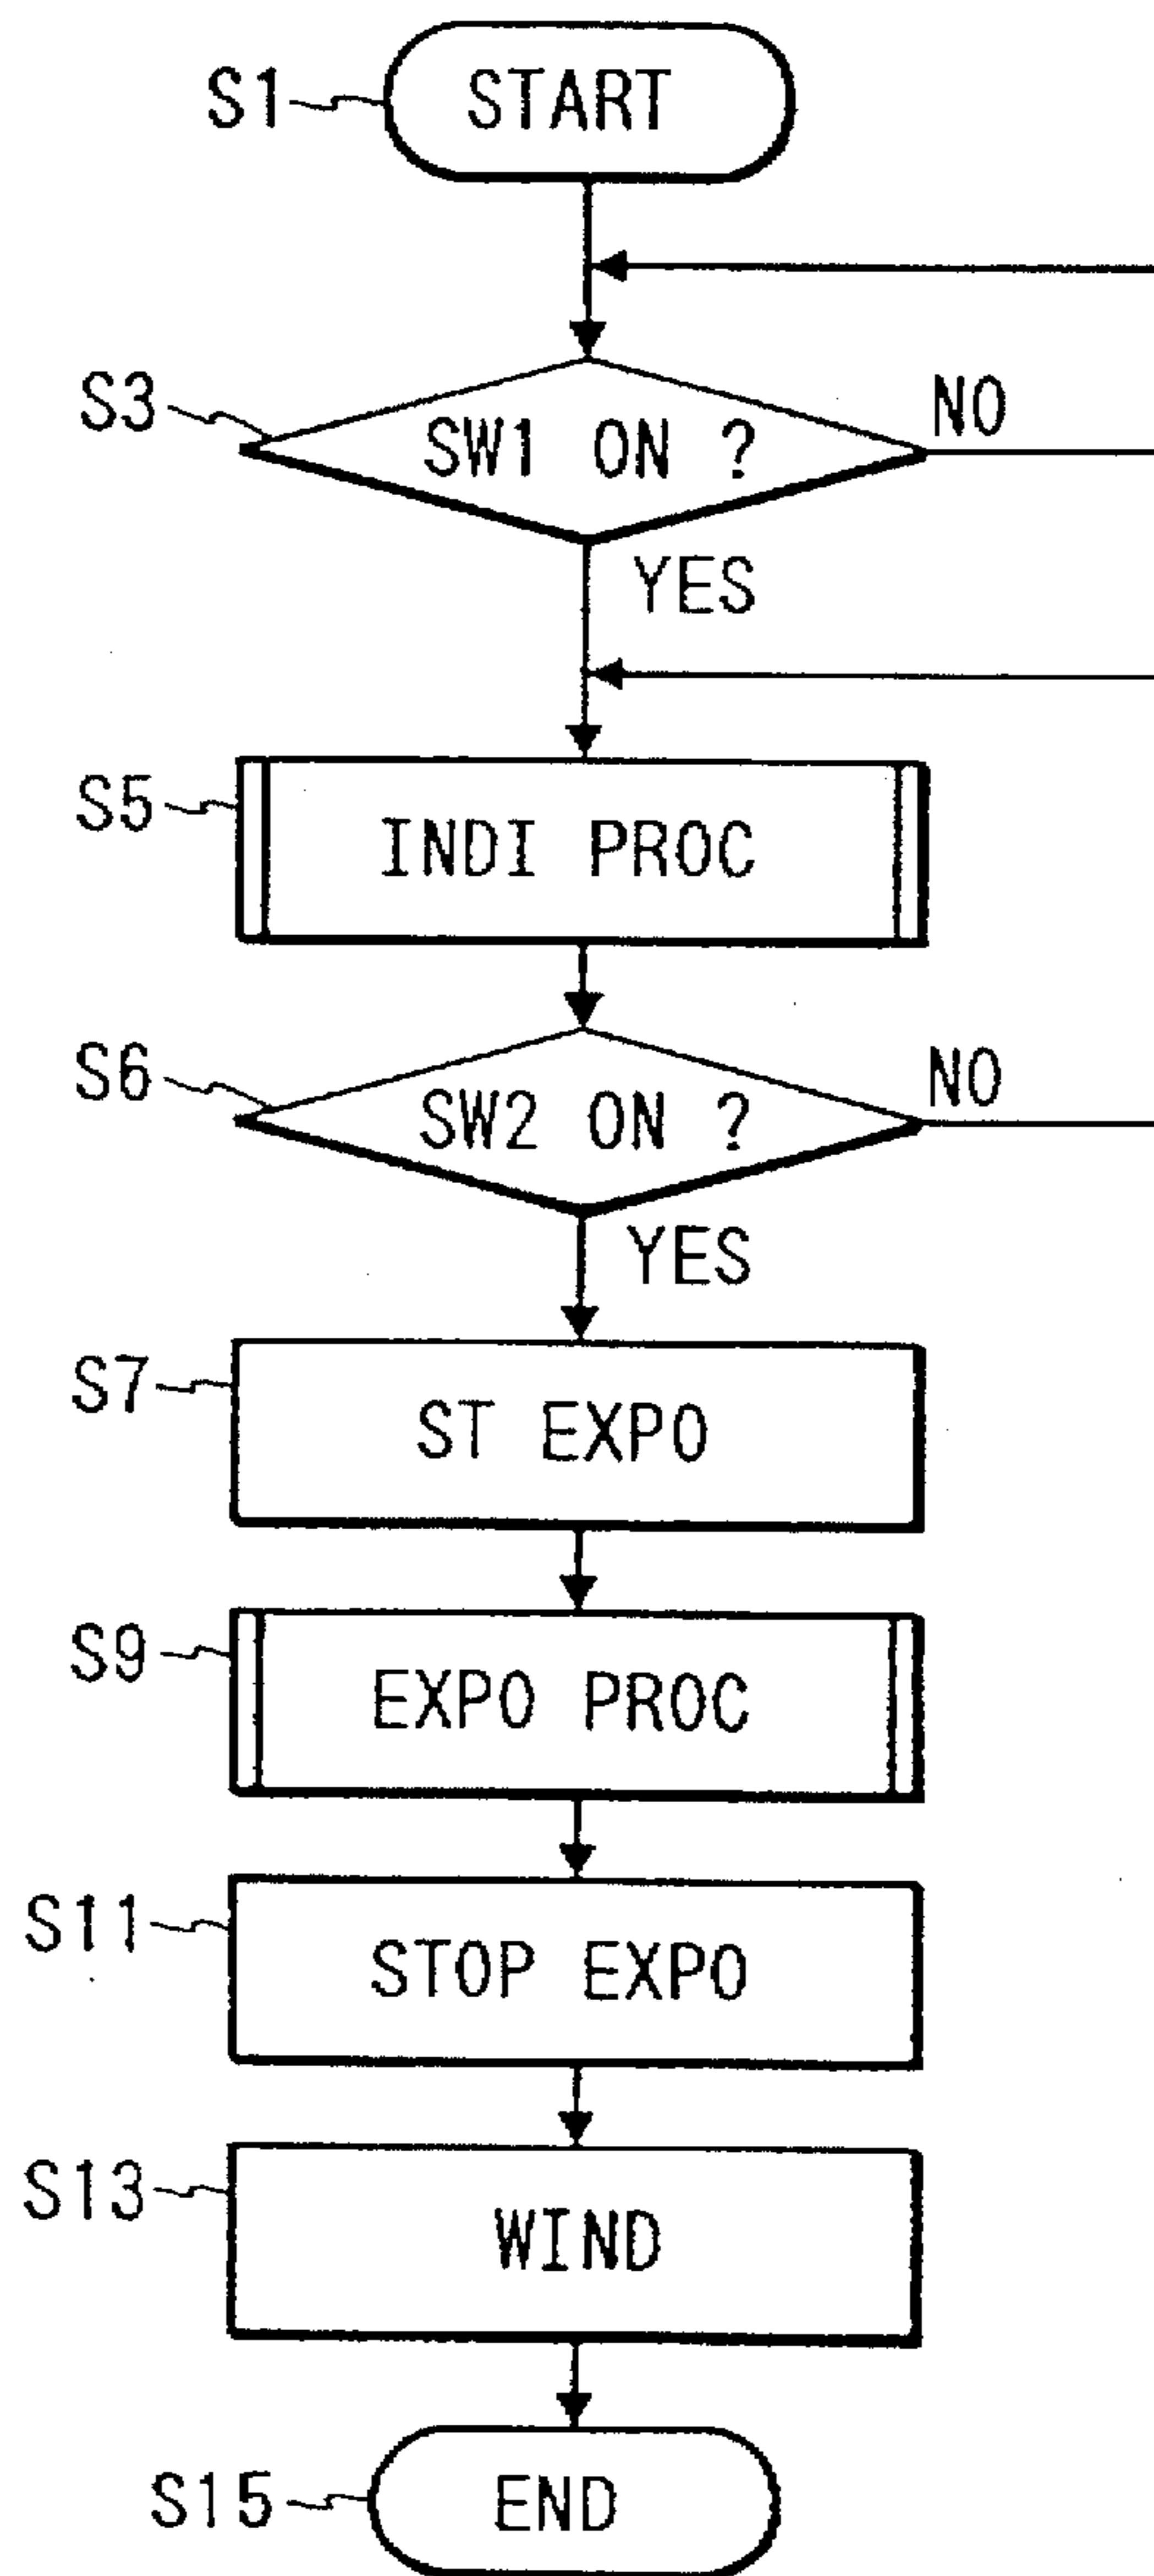 S1 START
S3 SW1 ON ? NO
YES
S5 INDI PROC
S6 SW2 ON ? NO
YES
S7 ST EXPO
S9 EXPO PROC
S11 STOP EXPO
S13 WIND
S15 END